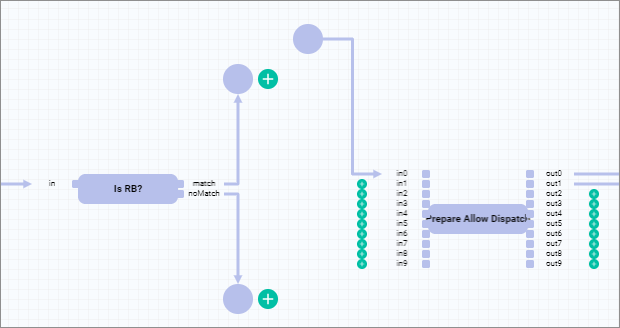 in
Is RB?
match
noMatch
in0
in1
in2
in3
in4
in5
in6
in7
in8
in9
Prepare Allow Dispatch
out0
out1
out2
out3
out4
out5
out6
out7
out8
out9